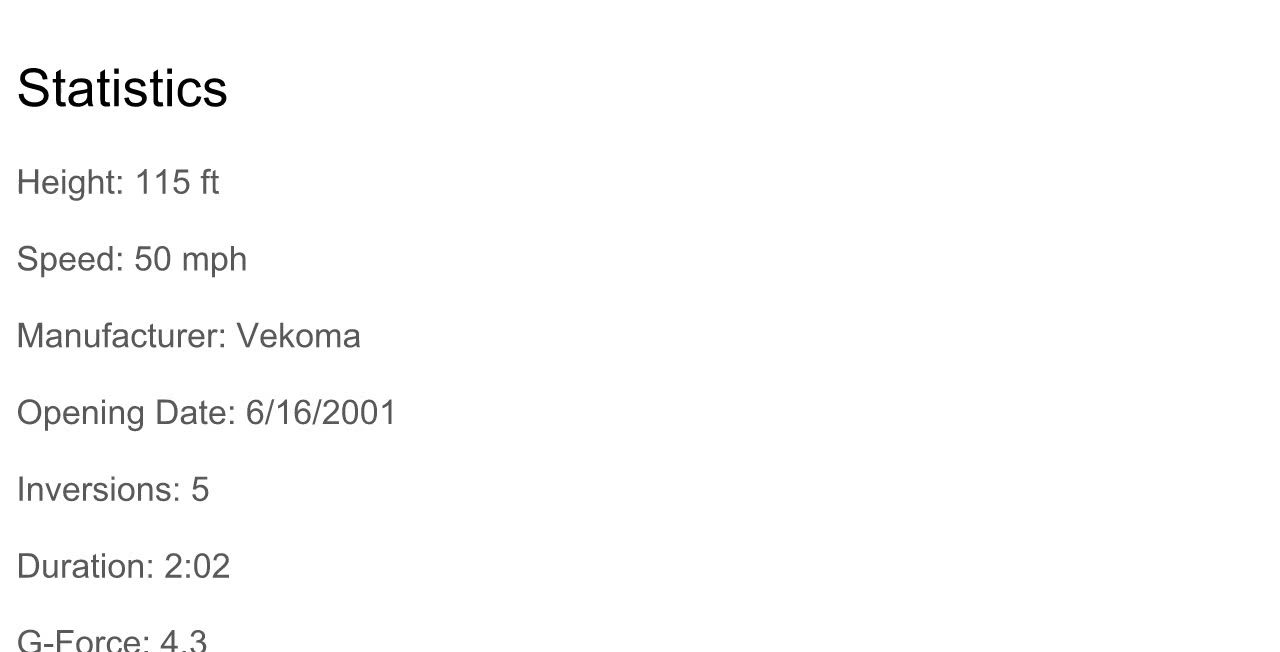 Statistics
Height: 115 ft
Speed: 50 mph
Manufacturer: Vekoma
Opening Date: 6/16/2001
Inversions: 5
Duration: 2:02
G-Force: 4.3